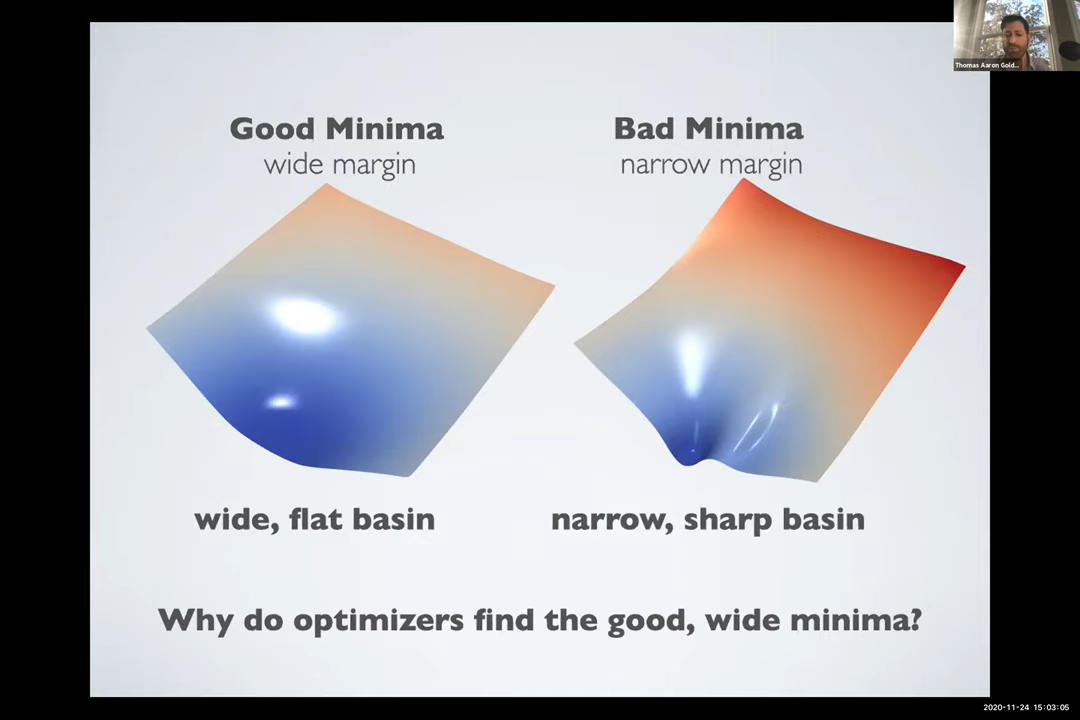 Thomas Aaron Gold...
Good Minima
wide margin
Bad Minima
narrow margin
wide, flat basin
narrow, sharp basin
Why do optimizers find the good, wide minima?
2020-11-24 15:03:05